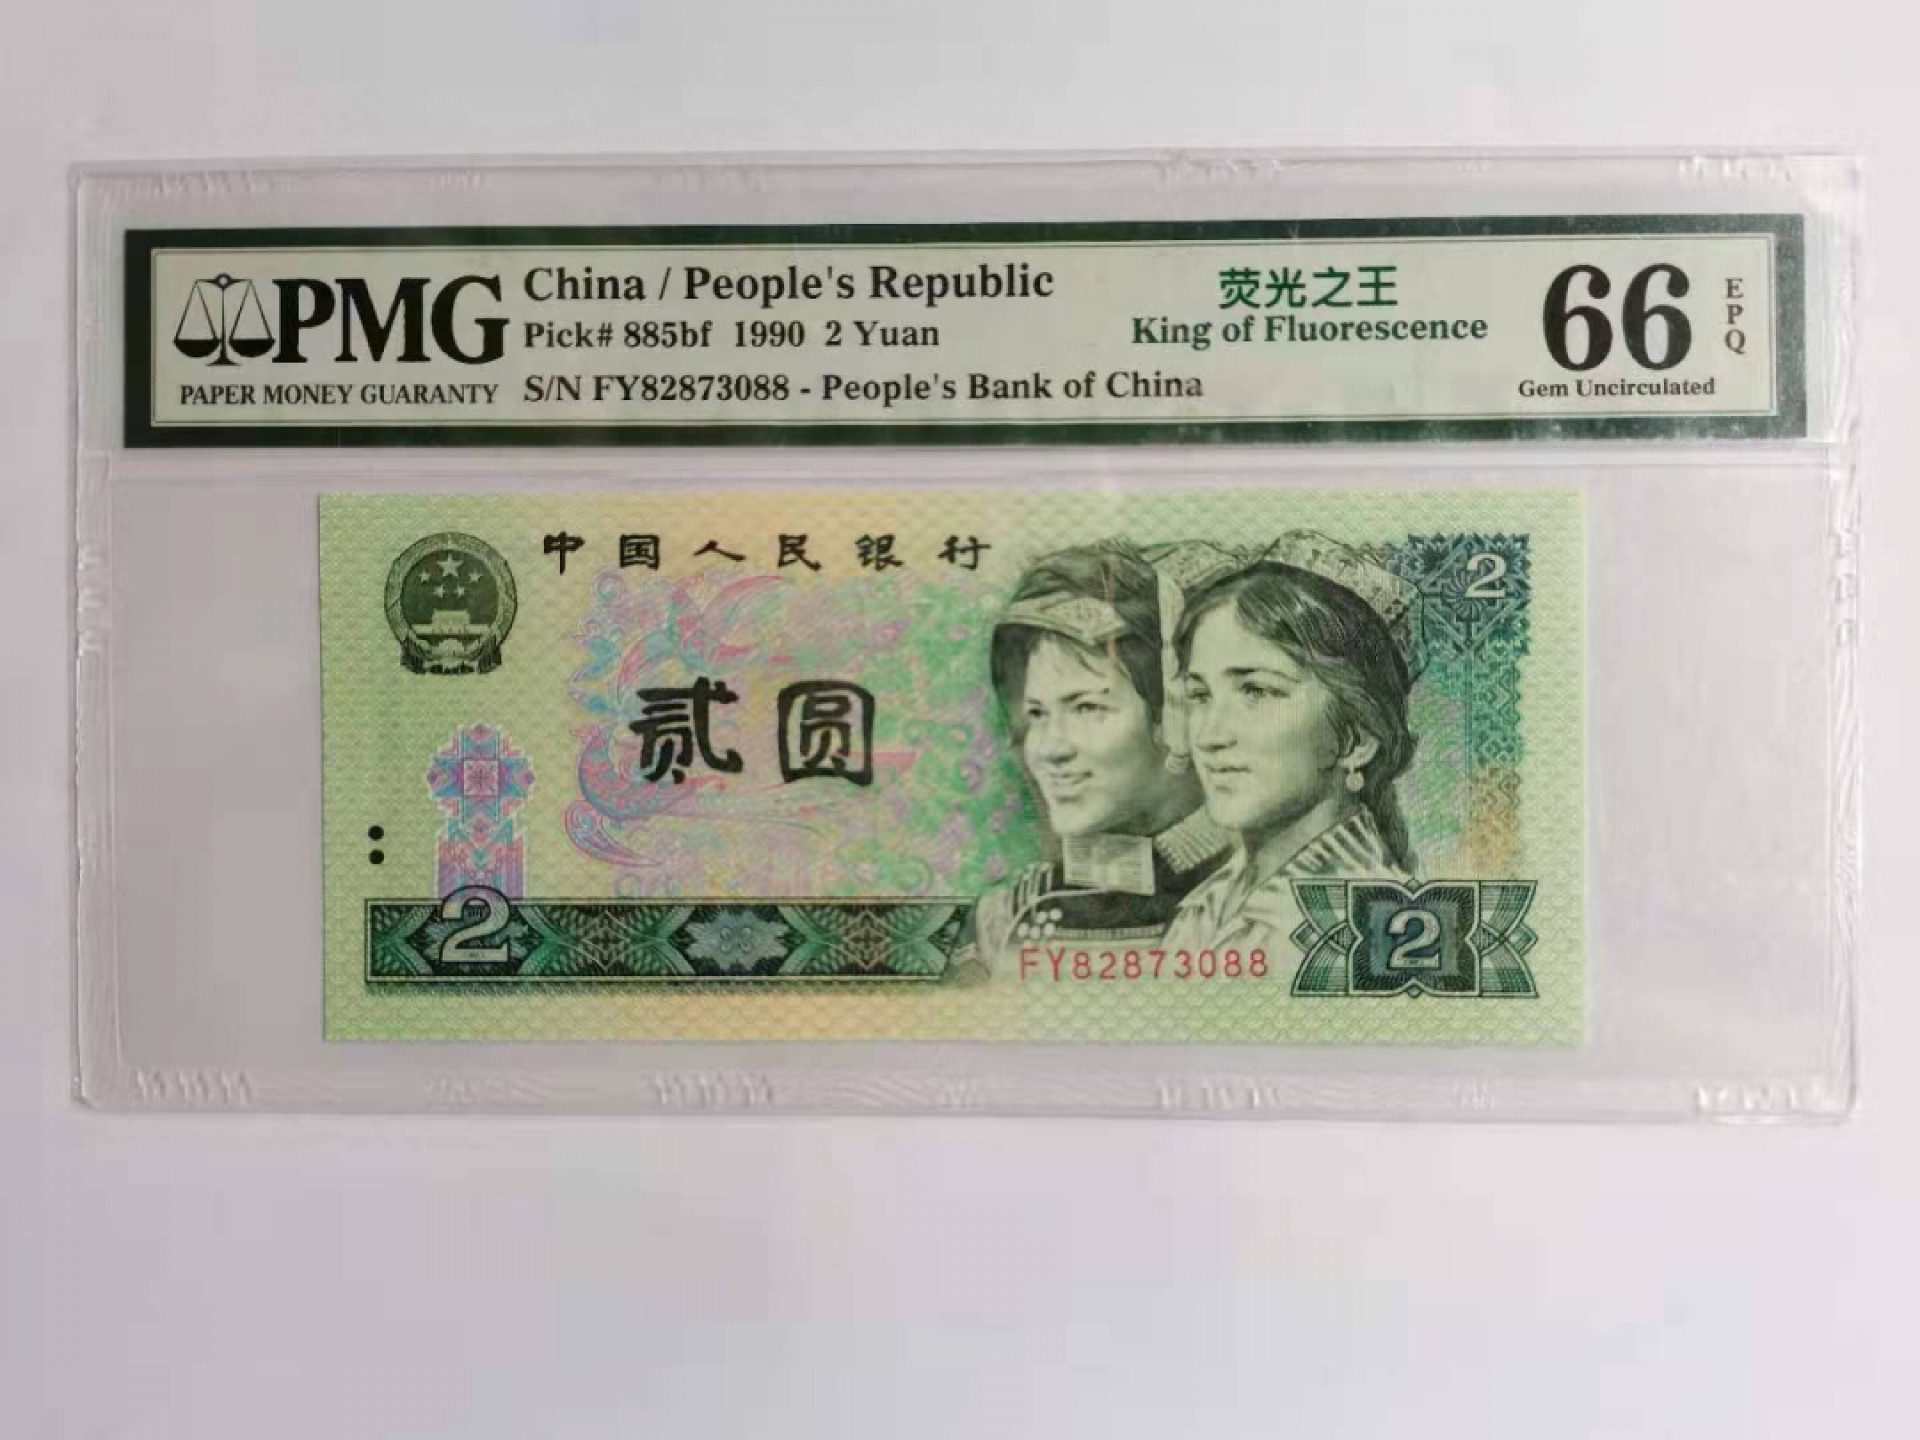 PMG
PAPER MONEY GUARANTY
China / People's Republic
Pick# 885bf 1990 2 Yuan
S/N FY82873088 - People's Bank of China
荧光之王
King of Fluorescence
66
EPQ
Gem Uncirculated
中国人民银行
2
贰圆
2
FY82873088
2